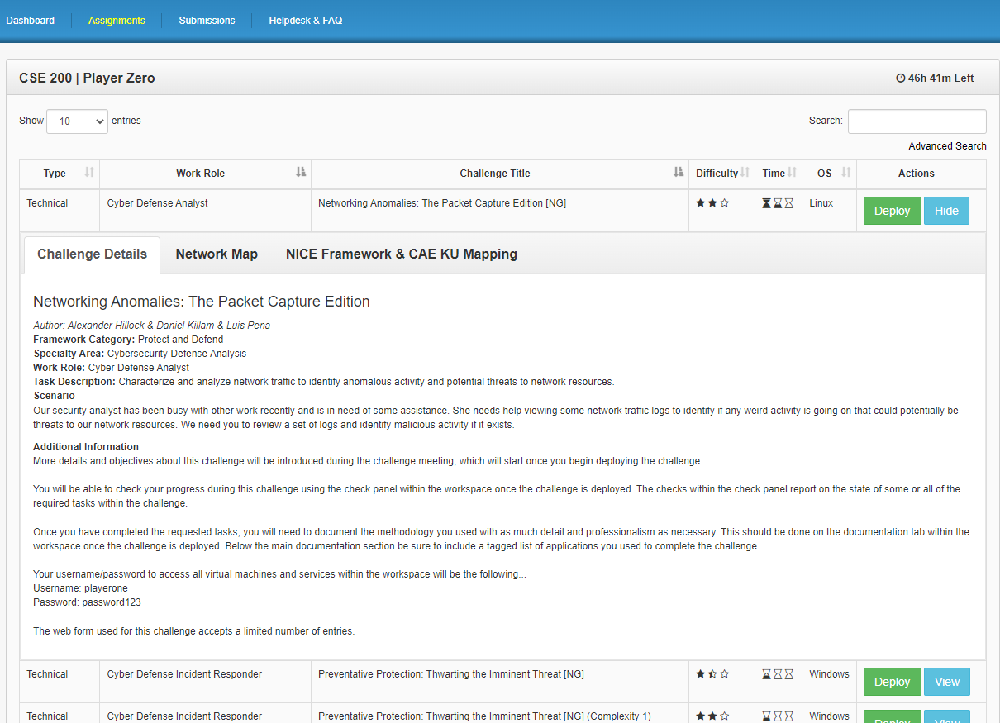 Dashboard Assignments Submissions Helpdesk & FAQ
CSE 200 | Player Zero 46h 41m Left
Show 10 entries Search:
Advanced Search
Type Work Role Challenge Title Difficulty Time OS Actions
Technical Cyber Defense Analyst Networking Anomalies: The Packet Capture Edition [NG] Linux Deploy Hide
Challenge Details Network Map NICE Framework & CAE KU Mapping
Networking Anomalies: The Packet Capture Edition
Author: Alexander Hillock & Daniel Killam & Luis Pena
Framework Category: Protect and Defend
Specialty Area: Cybersecurity Defense Analysis
Work Role: Cyber Defense Analyst
Task Description: Characterize and analyze network traffic to identify anomalous activity and potential threats to network resources.
Scenario
Our security analyst has been busy with other work recently and is in need of some assistance. She needs help viewing some network traffic logs to identify if any weird activity is going on that could potentially be
threats to our network resources. We need you to review a set of logs and identify malicious activity if it exists.
Additional Information
More details and objectives about this challenge will be introduced during the challenge meeting, which will start once you begin deploying the challenge.
You will be able to check your progress during this challenge using the check panel within the workspace once the challenge is deployed. The checks within the check panel report on the state of some or all of the
required tasks within the challenge.
Once you have completed the requested tasks, you will need to document the methodology you used with as much detail and professionalism as necessary. This should be done on the documentation tab within the
workspace once the challenge is deployed. Below the main documentation section be sure to include a tagged list of applications you used to complete the challenge.
Your username/password to access all virtual machines and services within the workspace will be the following...
Username: playerone
Password: password123
The web form used for this challenge accepts a limited number of entries.
Technical Cyber Defense Incident Responder Preventative Protection: Thwarting the Imminent Threat [NG] Windows Deploy View
Technical Cyber Defense Incident Responder Preventative Protection: Thwarting the Imminent Threat [NG] (Complexity 1) Windows Deploy View